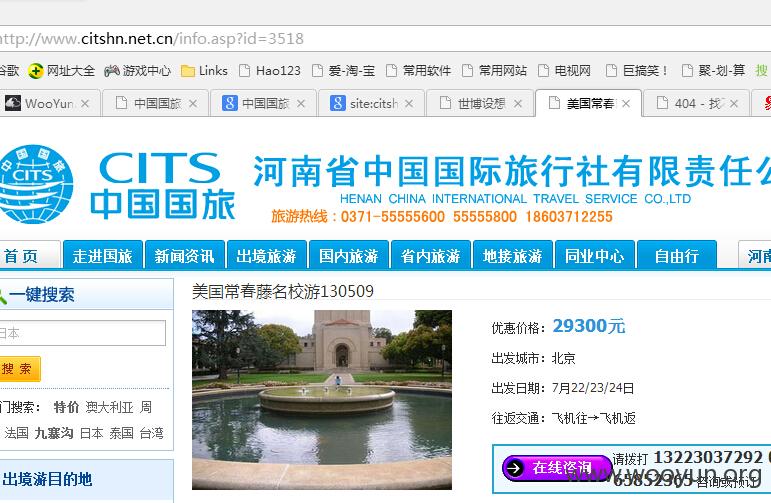 http://www.citshn.net.cn/info.asp?id=3518
谷歌 网址大全 游戏中心 Links Hao123 爱-淘-宝 常用软件 常用网站 电视网 巨搞笑！ 聚-划-算 搜
WooYun. 中国国旅 中国国旅 site:citsh 世博设想 美国常春 404 - 找
CITS
中国国旅
河南省中国国际旅行社有限责任公
HENAN CHINA INTERNATIONAL TRAVEL SERVICE CO.,LTD
旅游热线：0371-55555600 55555800 18603712255
首 页 走进国旅 新闻资讯 出境旅游 国内旅游 省内旅游 地接旅游 同业中心 自由行 河南
一键搜索
日本
搜 索
门搜索： 特价 澳大利亚 周
法国 九寨沟 日本 泰国 台湾
出境游目的地
美国常春藤名校游130509
优惠价格：29300元
出发城市：北京
出发日期：7月22/23/24日
往返交通：飞机往→飞机返
在线咨询
请拨打 13223037292 0
65852365 咨询或预订
www.wooyun.org